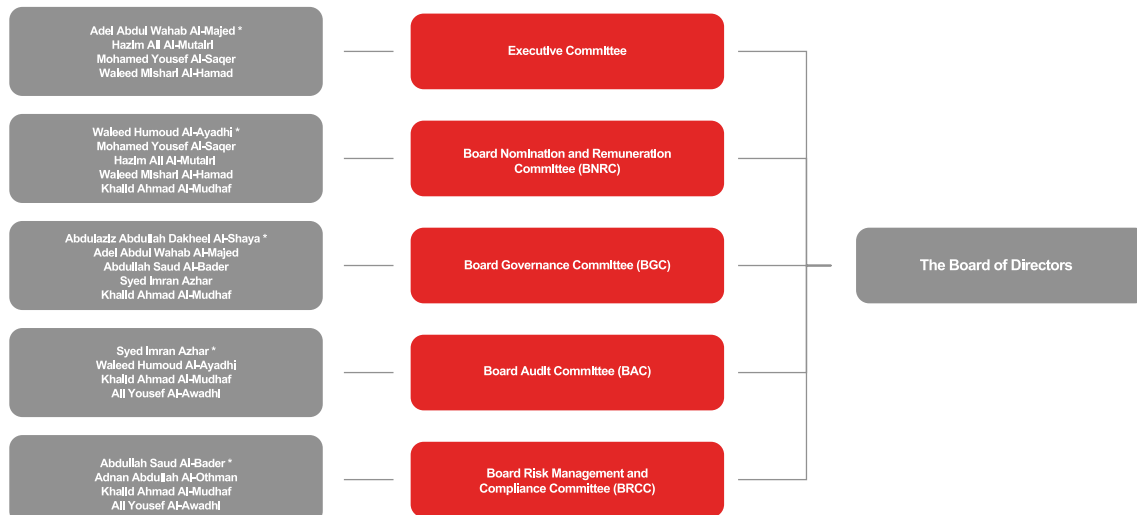 Adel Abdul Wahab Al-Majed *
Hazim Ali Al-Mutairi
Mohamed Yousef Al-Saqer
Waleed Mishari Al-Hamad
Executive Committee
Waleed Humoud Al-Ayadhi *
Mohamed Yousef Al-Saqer
Hazim Ali Al-Mutairi
Waleed Mishari Al-Hamad
Khalid Ahmad Al-Mudhaf
Board Nomination and Remuneration
Committee (BNRC)
Abdulaziz Abdullah Dakheel Al-Shaya *
Adel Abdul Wahab Al-Majed
Abdullah Saud Al-Bader
Syed Imran Azhar
Khalid Ahmad Al-Mudhaf
Board Governance Committee (BGC)
The Board of Directors
Syed Imran Azhar *
Waleed Humoud Al-Ayadhi
Khalid Ahmad Al-Mudhaf
Ali Yousef Al-Awadhi
Board Audit Committee (BAC)
Abdullah Saud Al-Bader *
Adnan Abdullah Al-Othman
Khalid Ahmad Al-Mudhaf
Ali Yousef Al-Awadhi
Board Risk Management and
Compliance Committee (BRCC)